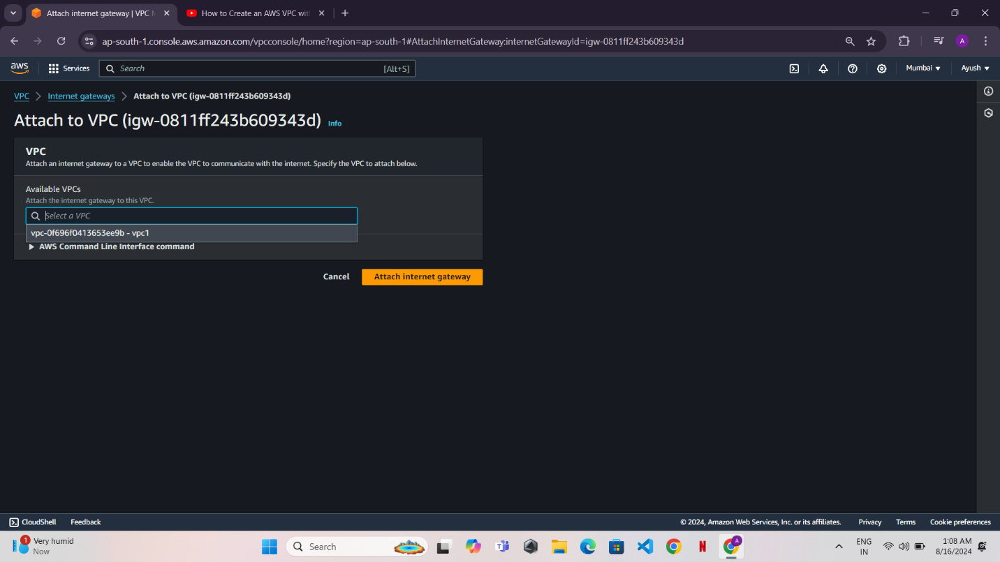 Attach internet gateway | VPC M
How to Create an AWS VPC wit
ap-south-1.console.aws.amazon.com/vpcconsole/home?region=ap-south-1#AttachInternetGateway:internetGatewayId=igw-0811ff243b609343d
A
aws
Services
Search
[Alt+S]
Mumbai
Ayush
VPC
Internet gateways
Attach to VPC (igw-0811ff243b609343d)
Attach to VPC (igw-0811ff243b609343d) Info
VPC
Attach an internet gateway to a VPC to enable the VPC to communicate with the internet. Specify the VPC to attach below.
Available VPCs
Attach the internet gateway to this VPC.
Select a VPC
vpc-0f696f0413653ee9b - vpc1
AWS Command Line Interface command
Cancel
Attach internet gateway
CloudShell
Feedback
© 2024, Amazon Web Services, Inc. or its affiliates.
Privacy
Terms
Cookie preferences
1
Very humid
Now
Search
N
A
ENG
IN
1:08 AM
8/16/2024